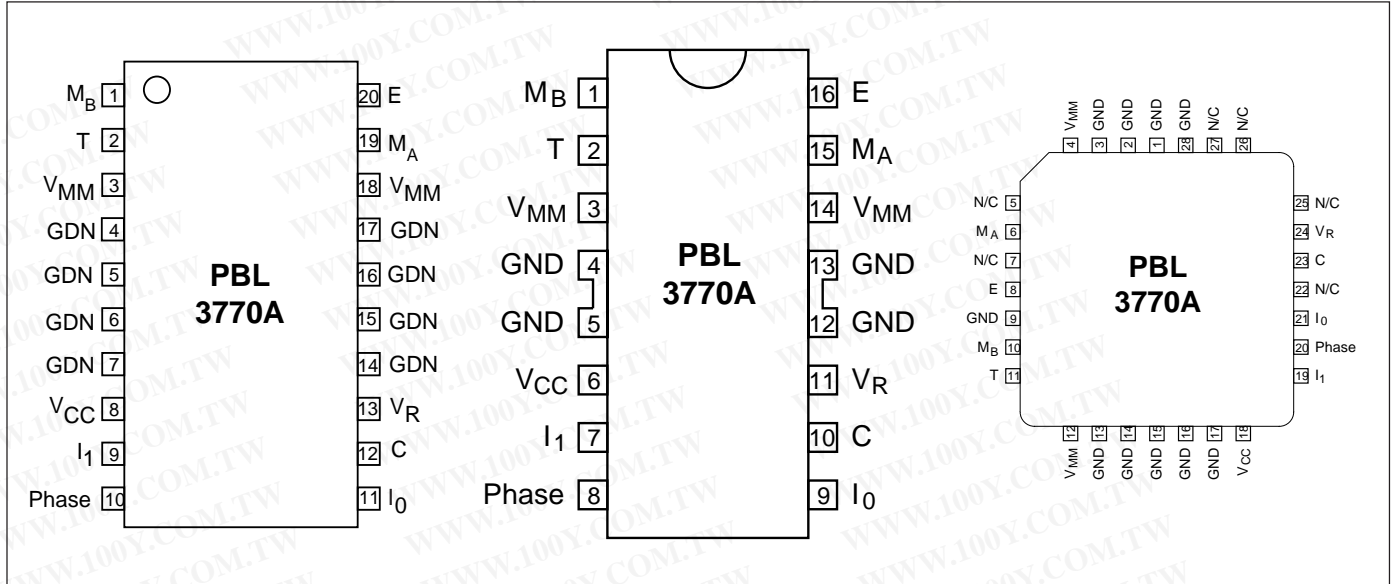 MB 1
T 2
VMM 3
GDN 4
GDN 5
GDN 6
GDN 7
VCC 8
I1 9
Phase 10
PBL
3770A
20 E
19 MA
18 VMM
17 GDN
16 GDN
15 GDN
14 GDN
13 VR
12 C
11 I0
MB 1
T 2
VMM 3
GND 4
GND 5
VCC 6
I1 7
Phase 8
PBL
3770A
16 E
15 MA
14 VMM
13 GND
12 GND
11 VR
10 C
9 I0
VMM 4
GND 3
GND 2
GND 1
GND 28
N/C 27
N/C 26
N/C 5
MA 6
N/C 7
E 8
GND 9
MB 10
T 11
PBL
3770A
25 N/C
24 VR
23 C
22 N/C
21 I0
20 Phase
19 I1
12 VMM
13 GND
14 GND
15 GND
16 GND
17 GND
18 VCC
WWW.100Y.COM.TW